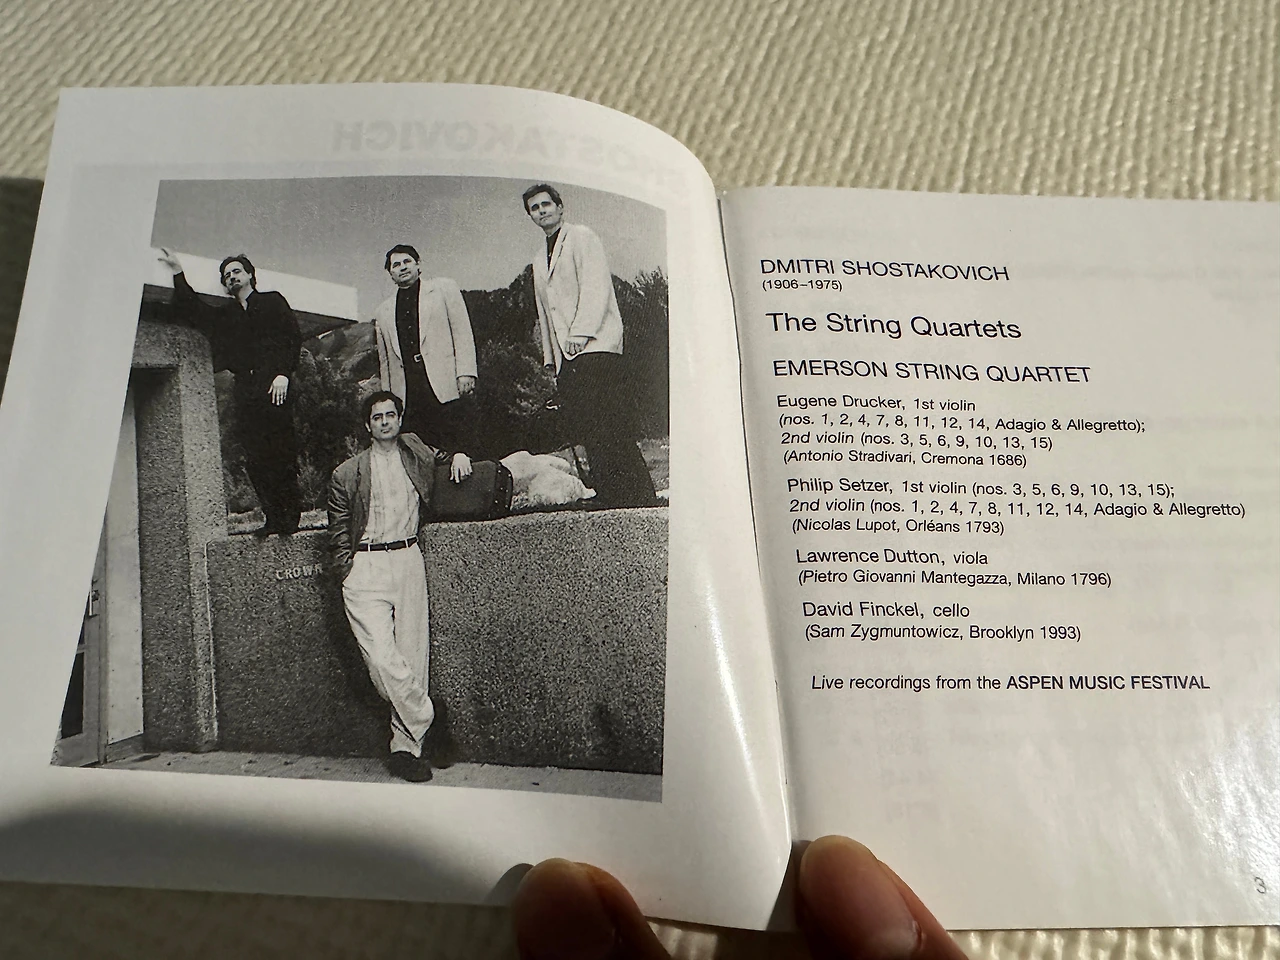 SHOSTAKOVICH
CROWN
DMITRI SHOSTAKOVICH
(1906–1975)
The String Quartets
EMERSON STRING QUARTET
Eugene Drucker, 1st violin
(nos. 1, 2, 4, 7, 8, 11, 12, 14, Adagio & Allegretto);
2nd violin (nos. 3, 5, 6, 9, 10, 13, 15)
(Antonio Stradivari, Cremona 1686)
Philip Setzer, 1st violin (nos. 3, 5, 6, 9, 10, 13, 15);
2nd violin (nos. 1, 2, 4, 7, 8, 11, 12, 14, Adagio & Allegretto)
(Nicolas Lupot, Orléans 1793)
Lawrence Dutton, viola
(Pietro Giovanni Mantegazza, Milano 1796)
David Finckel, cello
(Sam Zygmuntowicz, Brooklyn 1993)
Live recordings from the ASPEN MUSIC FESTIVAL
3